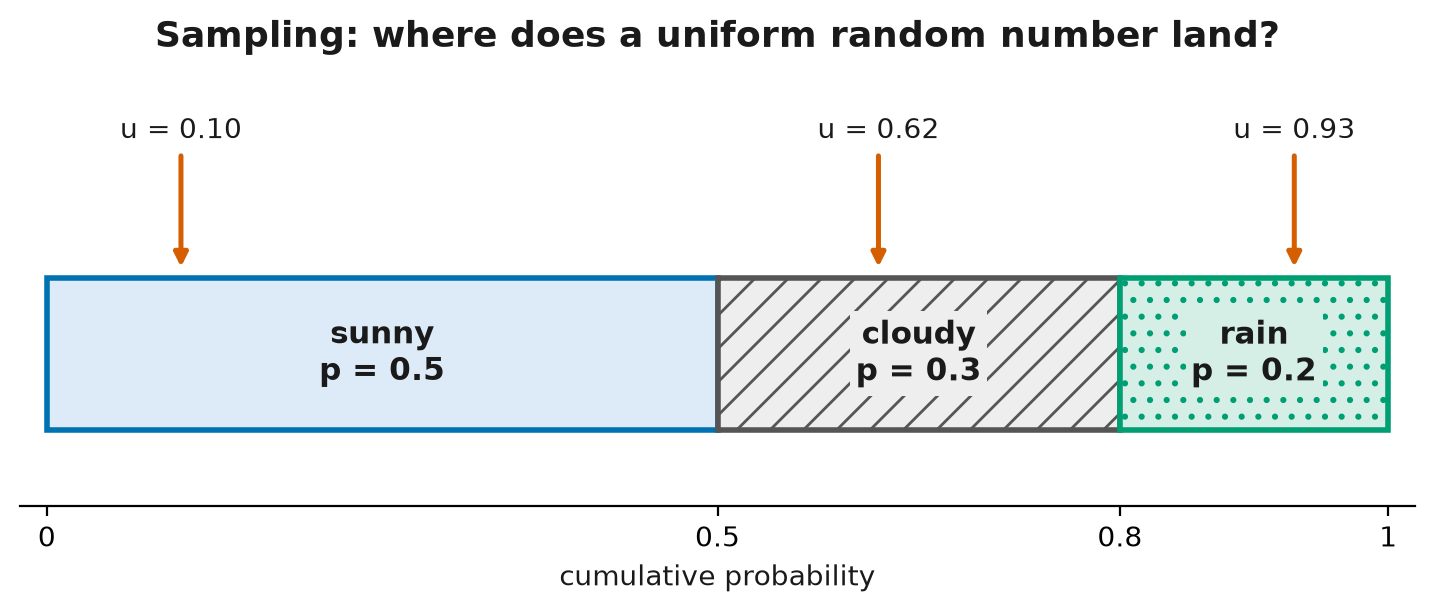 Sampling: where does a uniform random number land?
u = 0.10
u = 0.62
u = 0.93
sunny
p = 0.5
cloudy
p = 0.3
rain
p = 0.2
0
0.5
0.8
1
cumulative probability